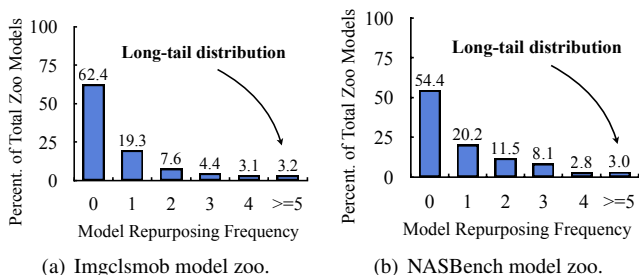 Percent. of Total Zoo Models
100
75
50
25
0
Long-tail distribution
62.4
19.3
7.6
4.4
3.1
3.2
0 1 2 3 4 >=5
Model Repurposing Frequency
(a) Imgclsmob model zoo.
Percent. of Total Zoo Models
100
75
50
25
0
Long-tail distribution
54.4
20.2
11.5
8.1
2.8
3.0
0 1 2 3 4 >=5
Model Repurposing Frequency
(b) NASBench model zoo.